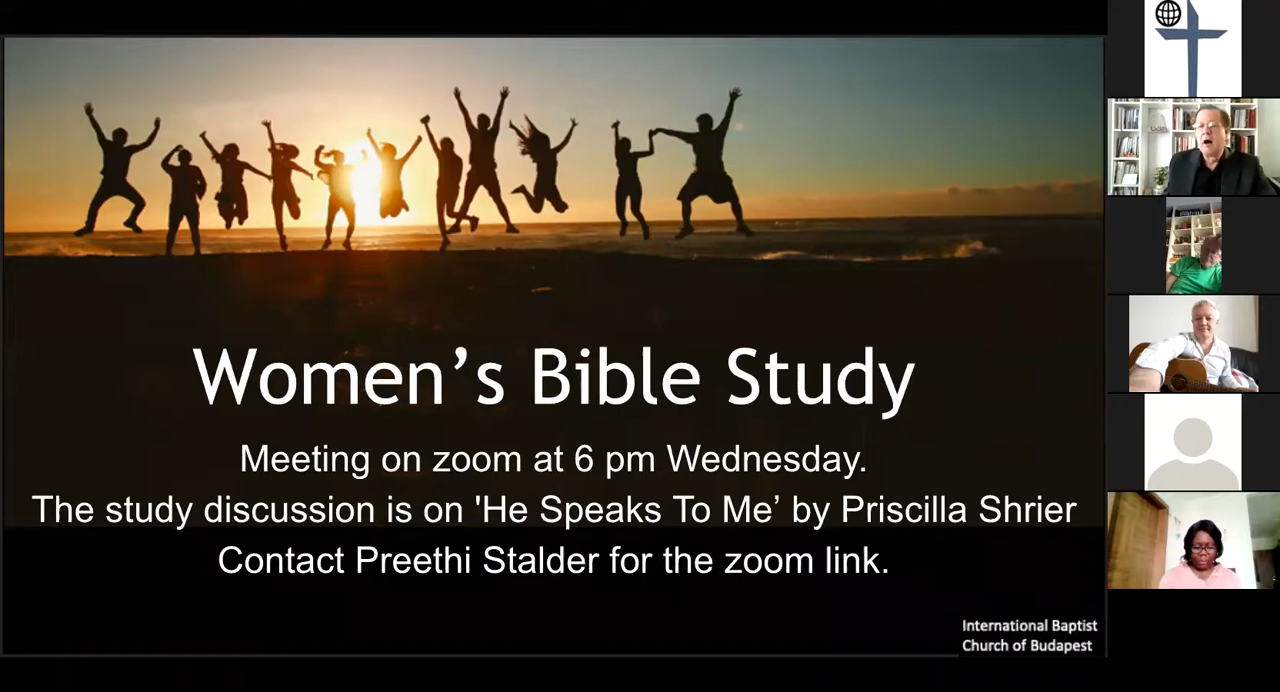 Women’s Bible Study
Meeting on zoom at 6 pm Wednesday.
The study discussion is on 'He Speaks To Me’ by Priscilla Shrier
Contact Preethi Stalder for the zoom link.
International Baptist
Church of Budapest